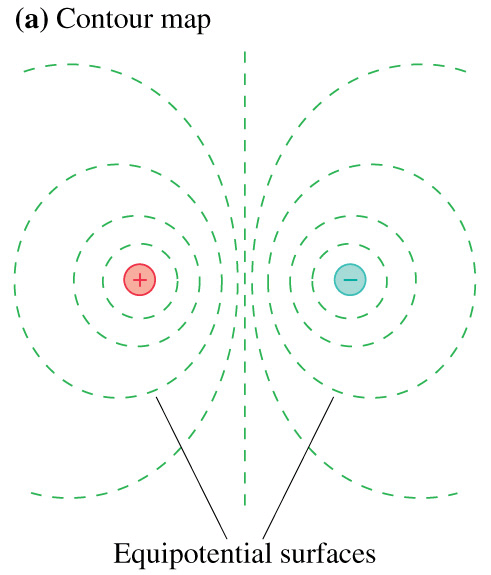 (a) Contour map
+
−
Equipotential surfaces